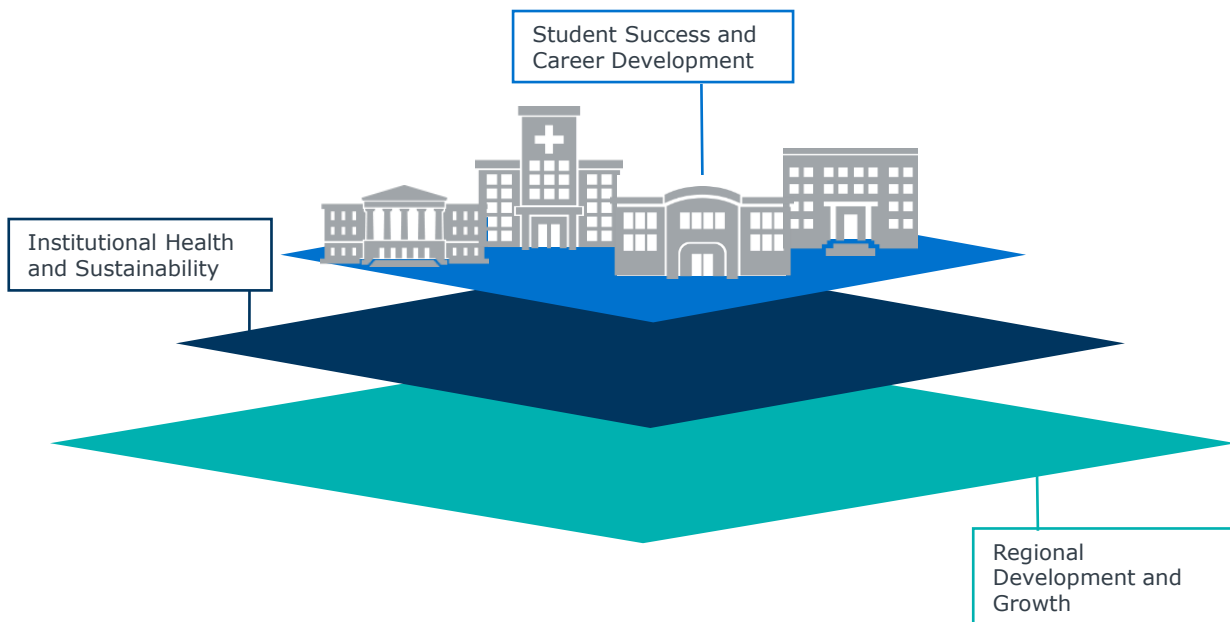 Student Success and
Career Development
Institutional Health
and Sustainability
Regional
Development and
Growth